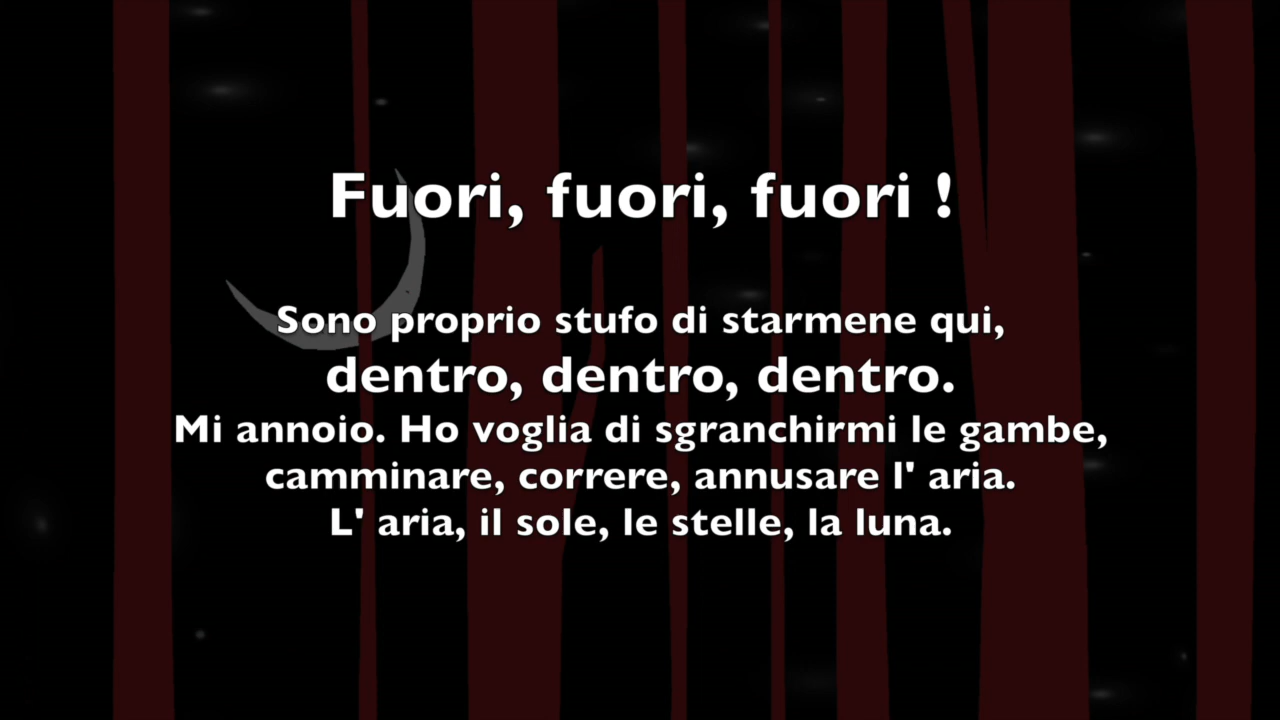 Fuori, fuori, fuori !
Sono proprio stufo di starmene qui,
dentro, dentro, dentro.
Mi annoio. Ho voglia di sgranchirmi le gambe,
camminare, correre, annusare l' aria.
L' aria, il sole, le stelle, la luna.